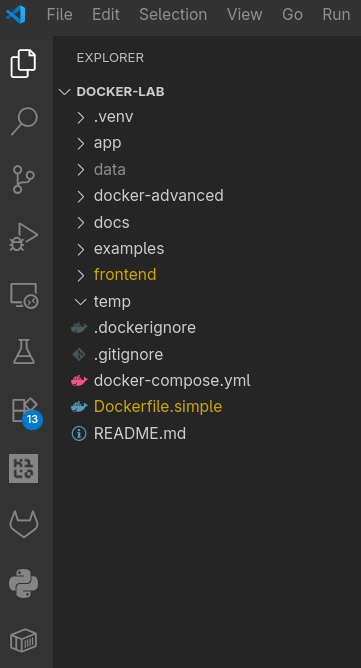 File Edit Selection View Go Run
EXPLORER
DOCKER-LAB
.venv
app
data
docker-advanced
docs
examples
frontend
temp
.dockerignore
.gitignore
docker-compose.yml
Dockerfile.simple
13
README.md